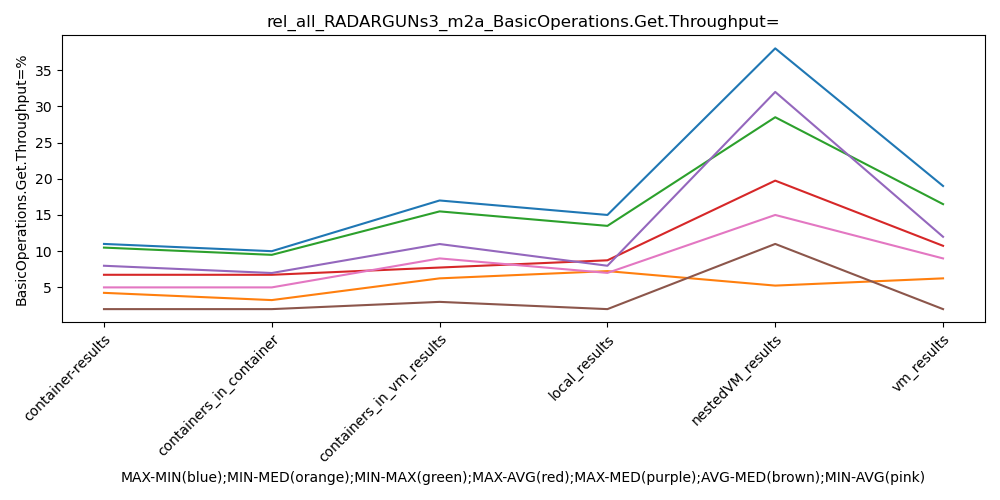 rel_all_RADARGUNs3_m2a_BasicOperations.Get.Throughput=
BasicOperations.Get.Throughput=%
35
30
25
20
15
10
5
container-results
containers_in_container
containers_in_vm_results
local_results
nestedVM_results
vm_results
MAX-MIN(blue);MIN-MED(orange);MIN-MAX(green);MAX-AVG(red);MAX-MED(purple);AVG-MED(brown);MIN-AVG(pink)